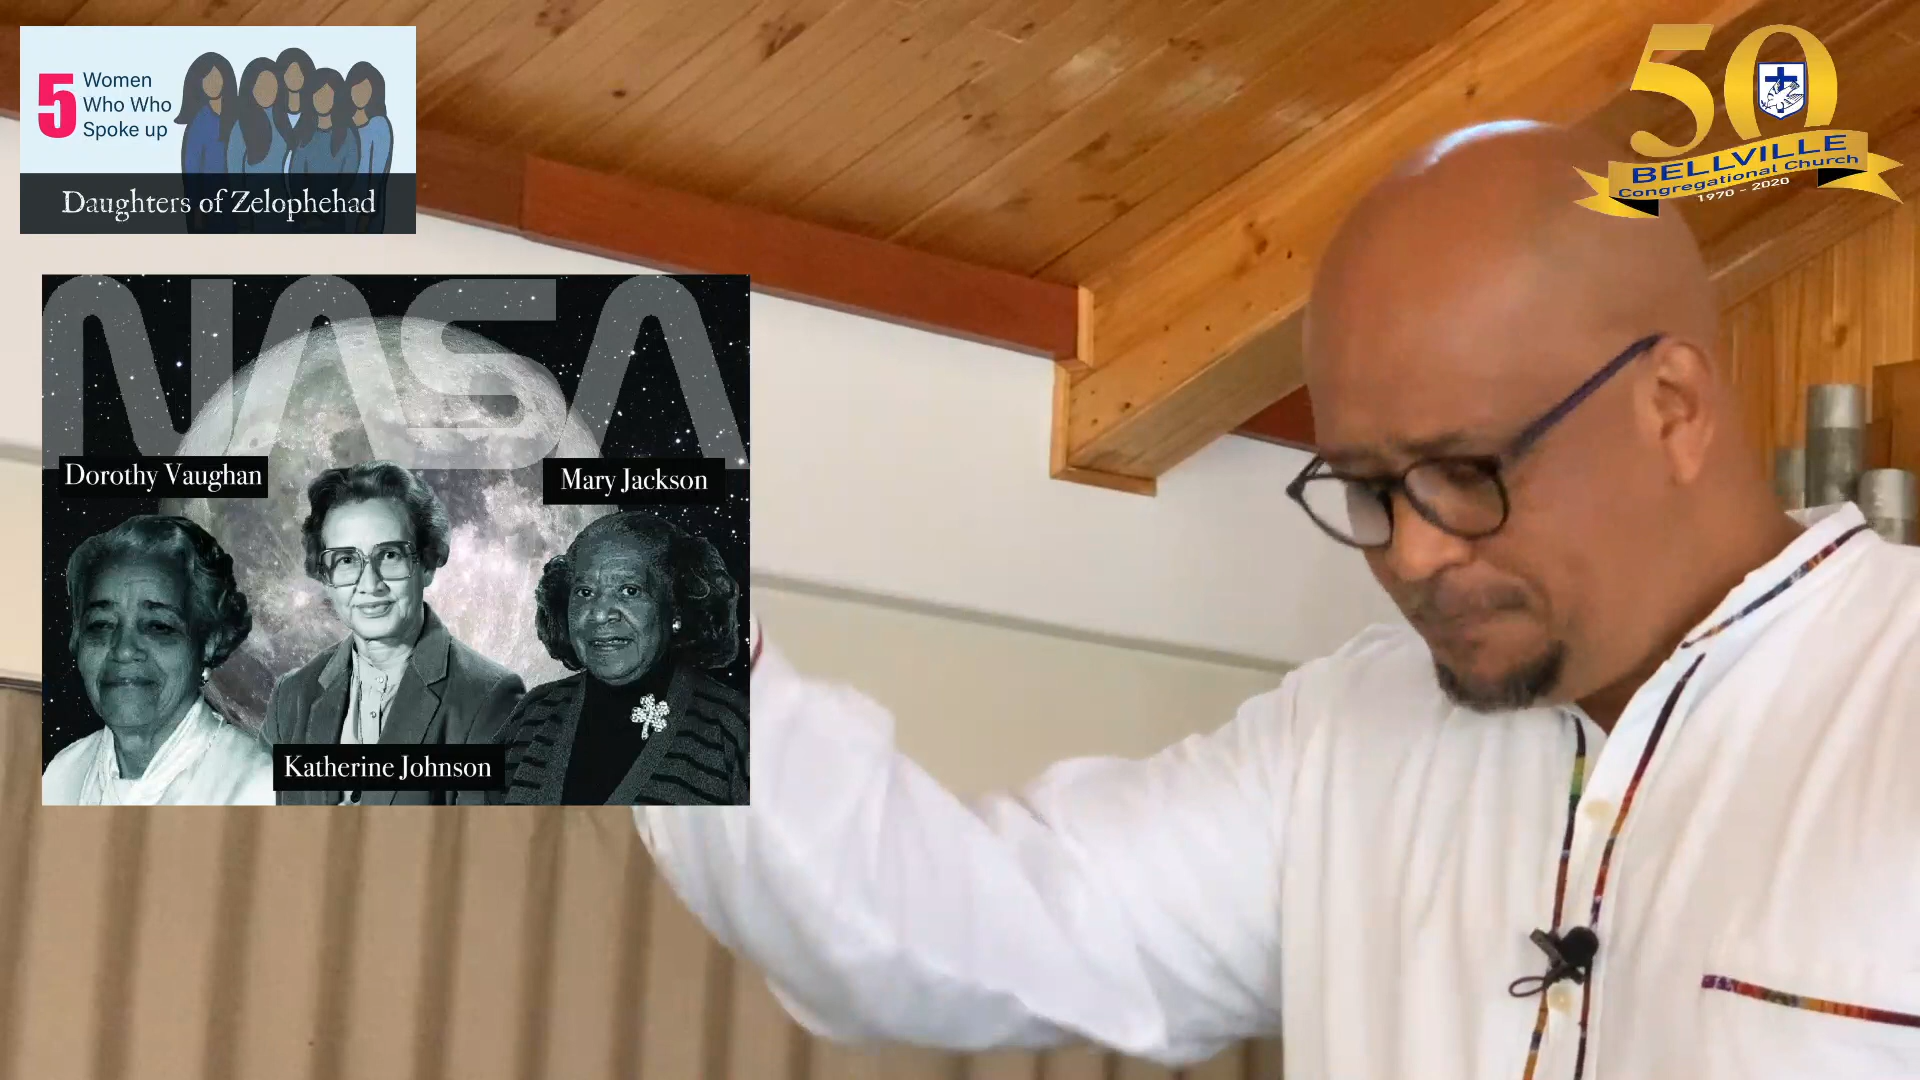 5 Women
Who Who
Spoke up
Daughters of Zelophehad
50
BELLVILLE
Congregational Church
1970 - 2020
NASA
Dorothy Vaughan
Mary Jackson
Katherine Johnson